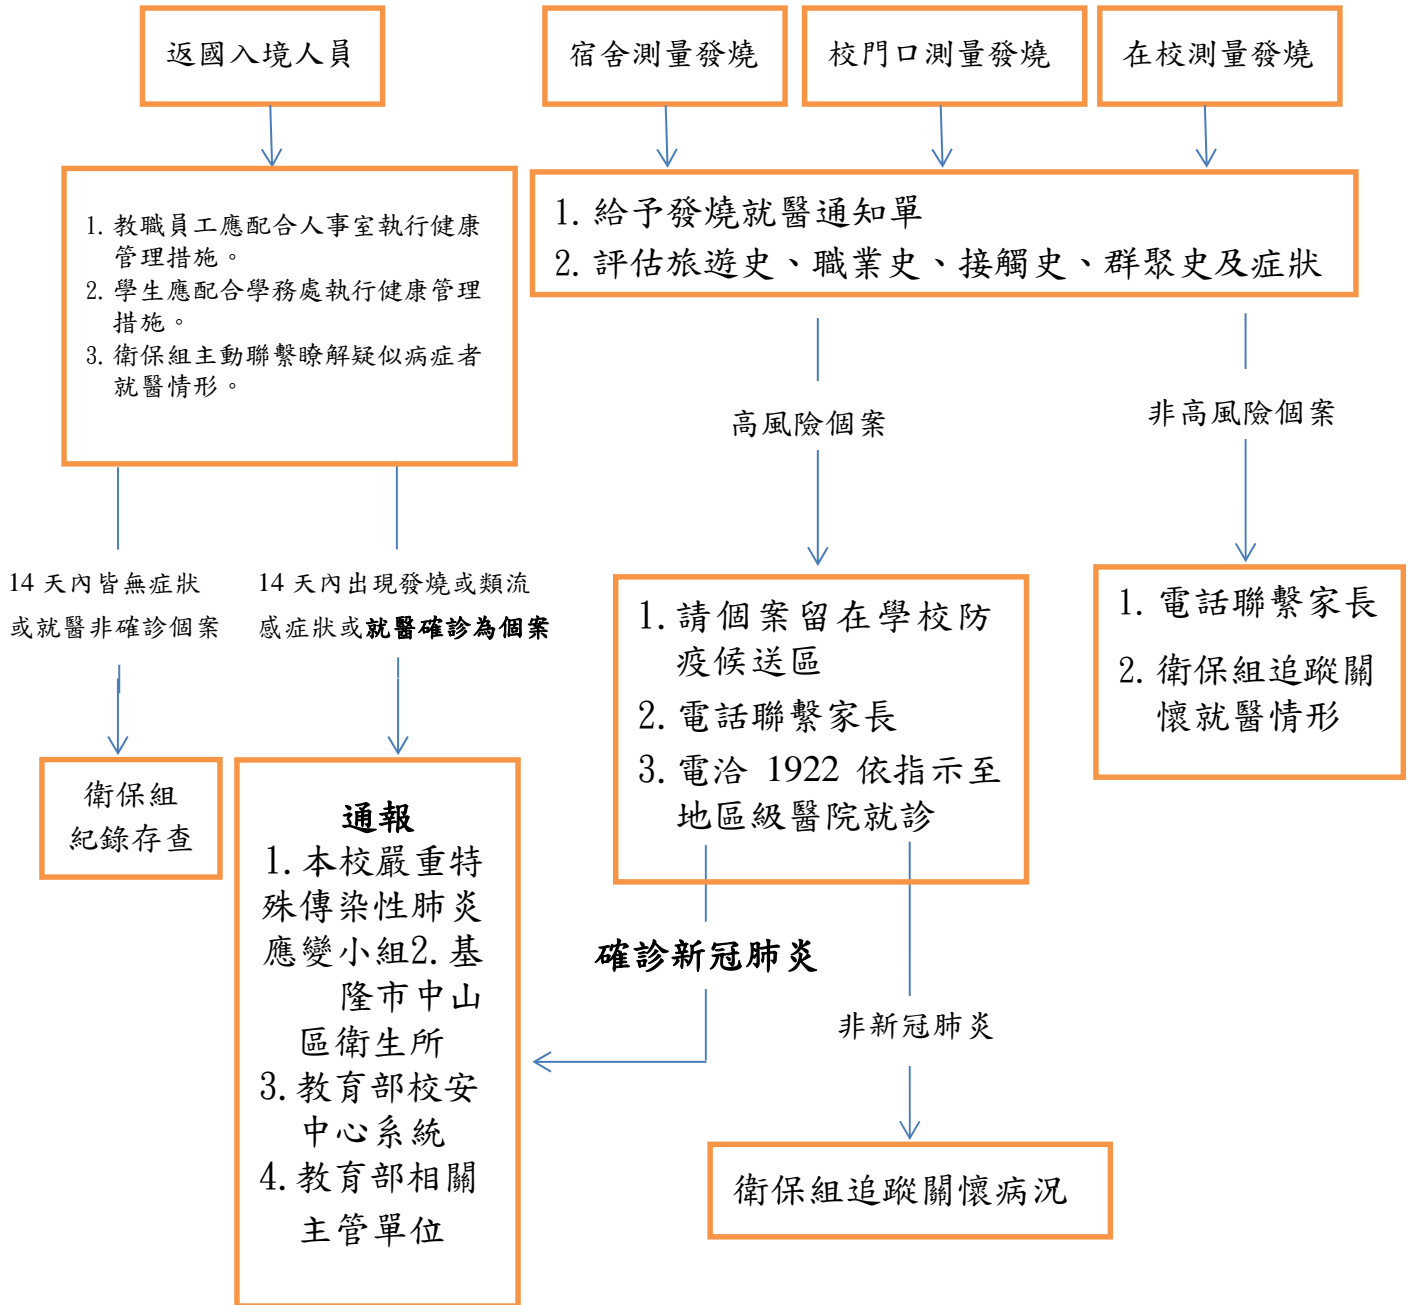 返國入境人員
宿舍測量發燒
校門口測量發燒
在校測量發燒
1. 教職員工應配合人事室執行健康
管理措施。
2. 學生應配合學務處執行健康管理
措施。
3. 衛保組主動聯繫瞭解疑似病症者
就醫情形。
1. 給予發燒就醫通知單
2. 評估旅遊史、職業史、接觸史、群聚史及症狀
高風險個案
非高風險個案
14 天內皆無症狀
或就醫非確診個案
14 天內出現發燒或類流
感症狀或就醫確診為個案
1. 請個案留在學校防
疫候送區
2. 電話聯繫家長
3. 電洽 1922 依指示至
地區級醫院就診
1. 電話聯繫家長
2. 衛保組追蹤關
懷就醫情形
衛保組
紀錄存查
通報
1. 本校嚴重特
殊傳染性肺炎
應變小組2. 基
隆市中山
區衛生所
3. 教育部校安
中心系統
4. 教育部相關
主管單位
確診新冠肺炎
非新冠肺炎
衛保組追蹤關懷病況